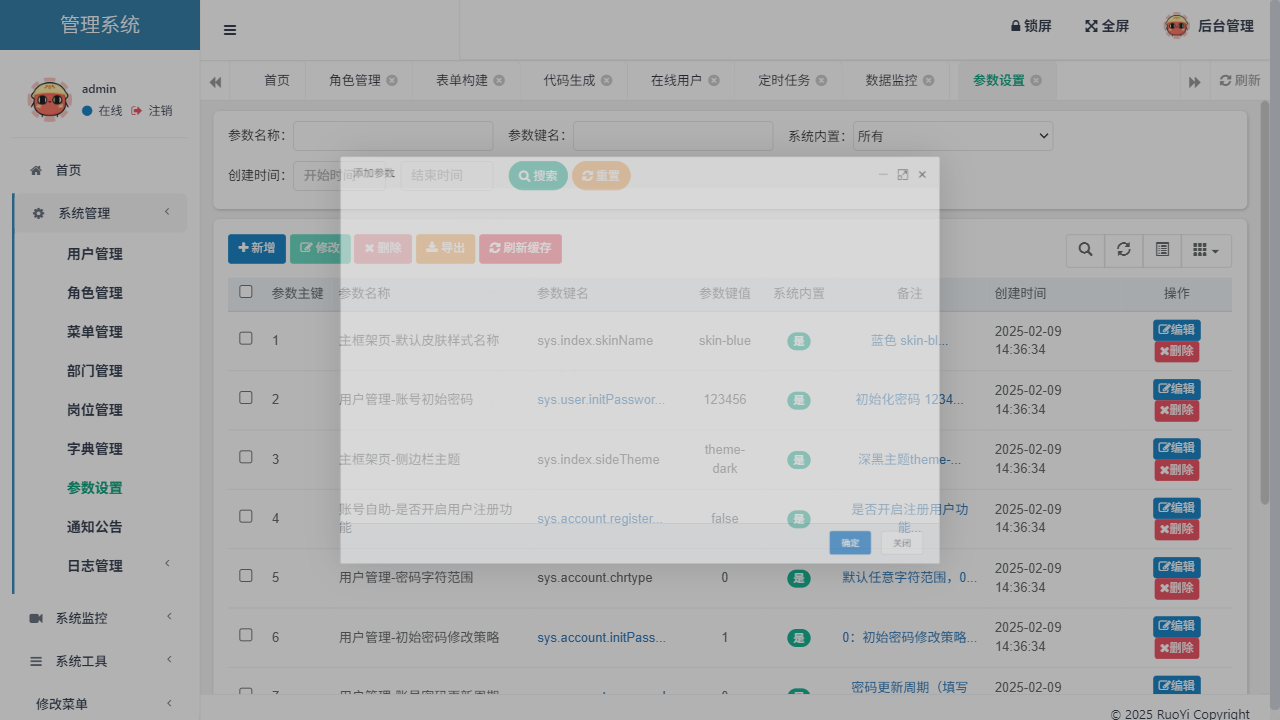 管理系统
锁屏 全屏 后台管理
首页 角色管理 表单构建 代码生成 在线用户 定时任务 数据监控 参数设置 刷新
admin
在线 注销
首页
系统管理
用户管理
角色管理
菜单管理
部门管理
岗位管理
字典管理
参数设置
通知公告
日志管理
系统监控
系统工具
修改菜单
参数名称： 参数键名： 系统内置： 所有
创建时间： 开始时间 结束时间 搜索 重置
添加参数
新增 修改 删除 导出 刷新缓存
参数主键 参数名称 参数键名 参数键值 系统内置 备注 创建时间 操作
1 主框架页-默认皮肤样式名称 sys.index.skinName skin-blue 是 蓝色 skin-bl... 2025-02-09 14:36:34 编辑 删除
2 用户管理-账号初始密码 sys.user.initPasswor... 123456 是 初始化密码 1234... 2025-02-09 14:36:34 编辑 删除
3 主框架页-侧边栏主题 sys.index.sideTheme theme-dark 是 深黑主题theme-... 2025-02-09 14:36:34 编辑 删除
4 账号自助-是否开启用户注册功能 sys.account.register... false 是 是否开启注册用户功能... 2025-02-09 14:36:34 编辑 删除
确定 关闭
5 用户管理-密码字符范围 sys.account.chrtype 0 是 默认任意字符范围，0... 2025-02-09 14:36:34 编辑 删除
6 用户管理-初始密码修改策略 sys.account.initPass... 1 是 0：初始密码修改策略... 2025-02-09 14:36:34 编辑 删除
密码更新周期（填写 2025-02-09 编辑
© 2025 RuoYi Copyright